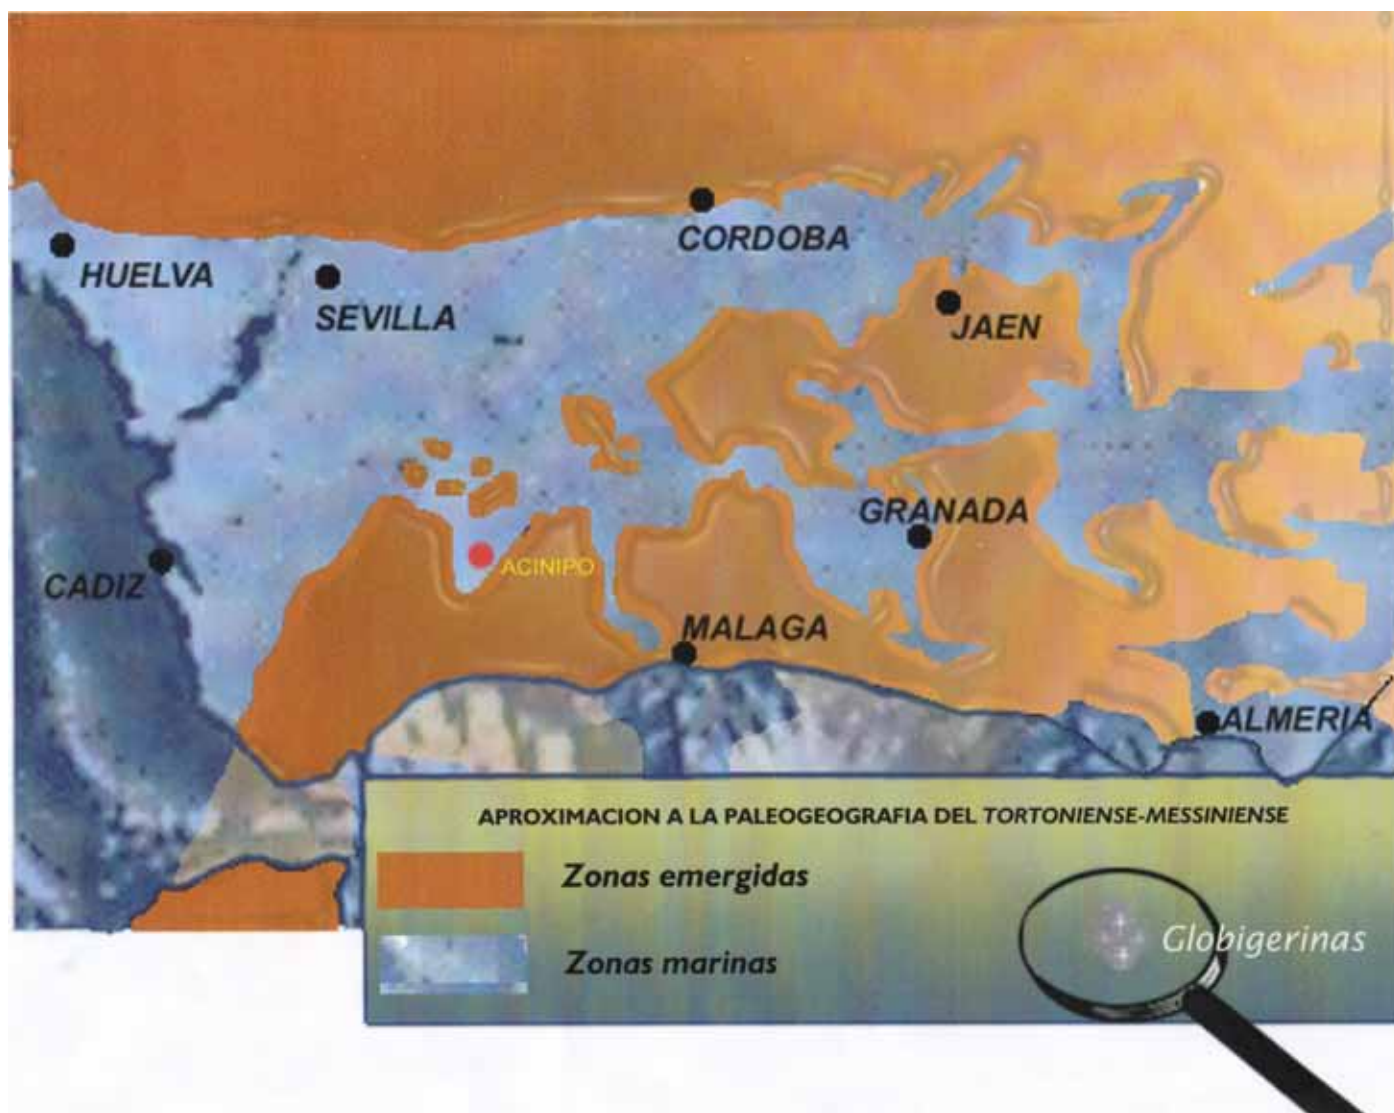 CORDOBA
HUELVA
SEVILLA
JAEN
GRANADA
ACINIPO
CADIZ
MALAGA
ALMERIA
APROXIMACION A LA PALEOGEOGRAFIA DEL TORTONIENSE-MESSINIENSE
Zonas emergidas
Globigerinas
Zonas marinas